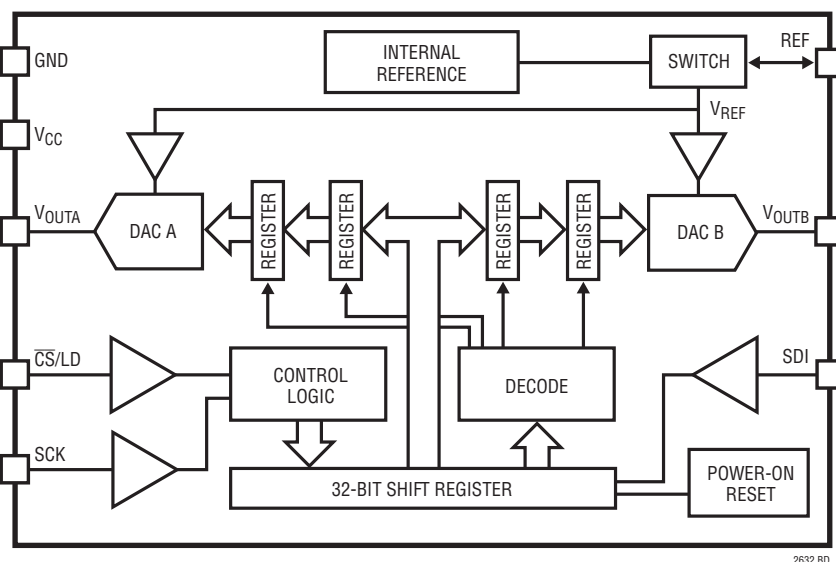 GND
INTERNAL
REFERENCE
SWITCH
REF
VREF
VCC
VOUTA
DAC A
REGISTER
REGISTER
REGISTER
REGISTER
DAC B
VOUTB
CS/LD
CONTROL
LOGIC
DECODE
SDI
SCK
32-BIT SHIFT REGISTER
POWER-ON
RESET
2632 BD